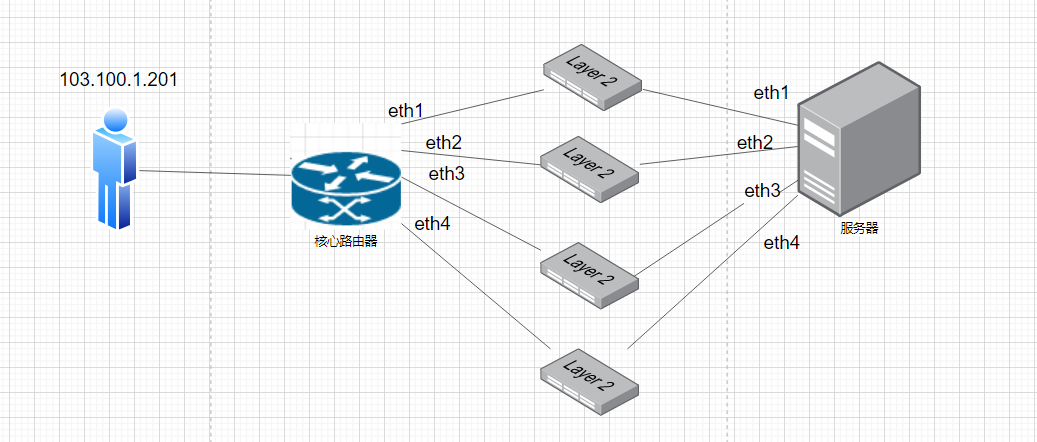 103.100.1.201
核心路由器
eth1
eth2
eth3
eth4
Layer 2
Layer 2
Layer 2
Layer 2
eth1
eth2
eth3
eth4
服务器